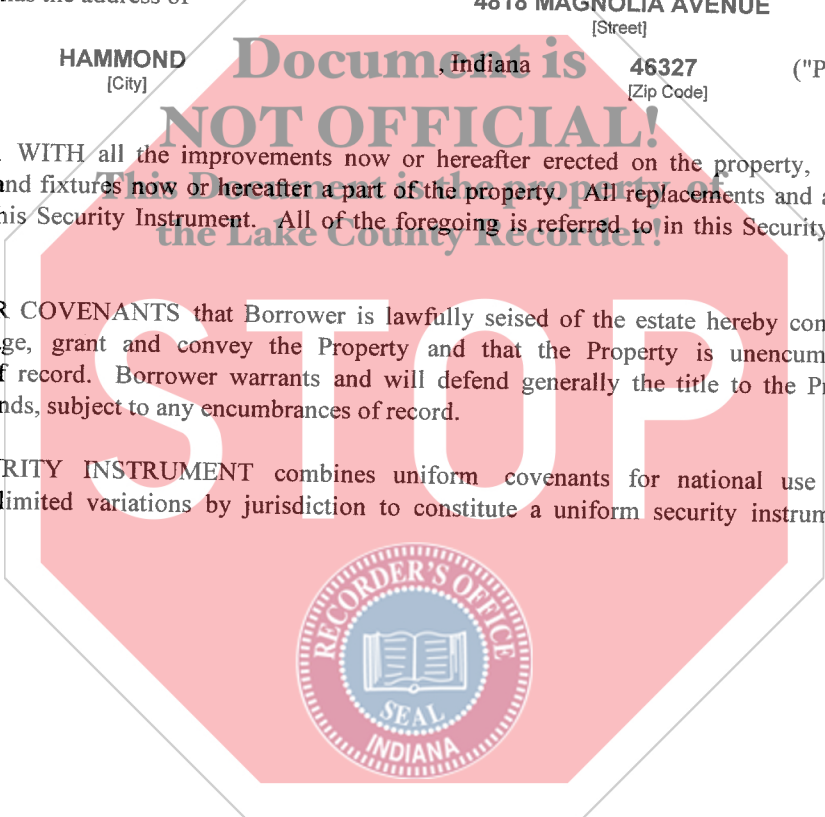 has the address of
4818 MAGNOLIA AVENUE
[Street]
HAMMOND , Indiana 46327 ("P
[City] [Zip Code]
Document is
NOT OFFICIAL!
This Document is the property of
the Lake County Recorder!
WITH all the improvements now or hereafter erected on the property,
and fixtures now or hereafter a part of the property. All replacements and a
his Security Instrument. All of the foregoing is referred to in this Security
R COVENANTS that Borrower is lawfully seised of the estate hereby con
ge, grant and convey the Property and that the Property is unencum
f record. Borrower warrants and will defend generally the title to the Pr
nds, subject to any encumbrances of record.
RITY INSTRUMENT combines uniform covenants for national use
limited variations by jurisdiction to constitute a uniform security instrum
STOP
RECORDER'S OFFICE
SEAL
INDIANA